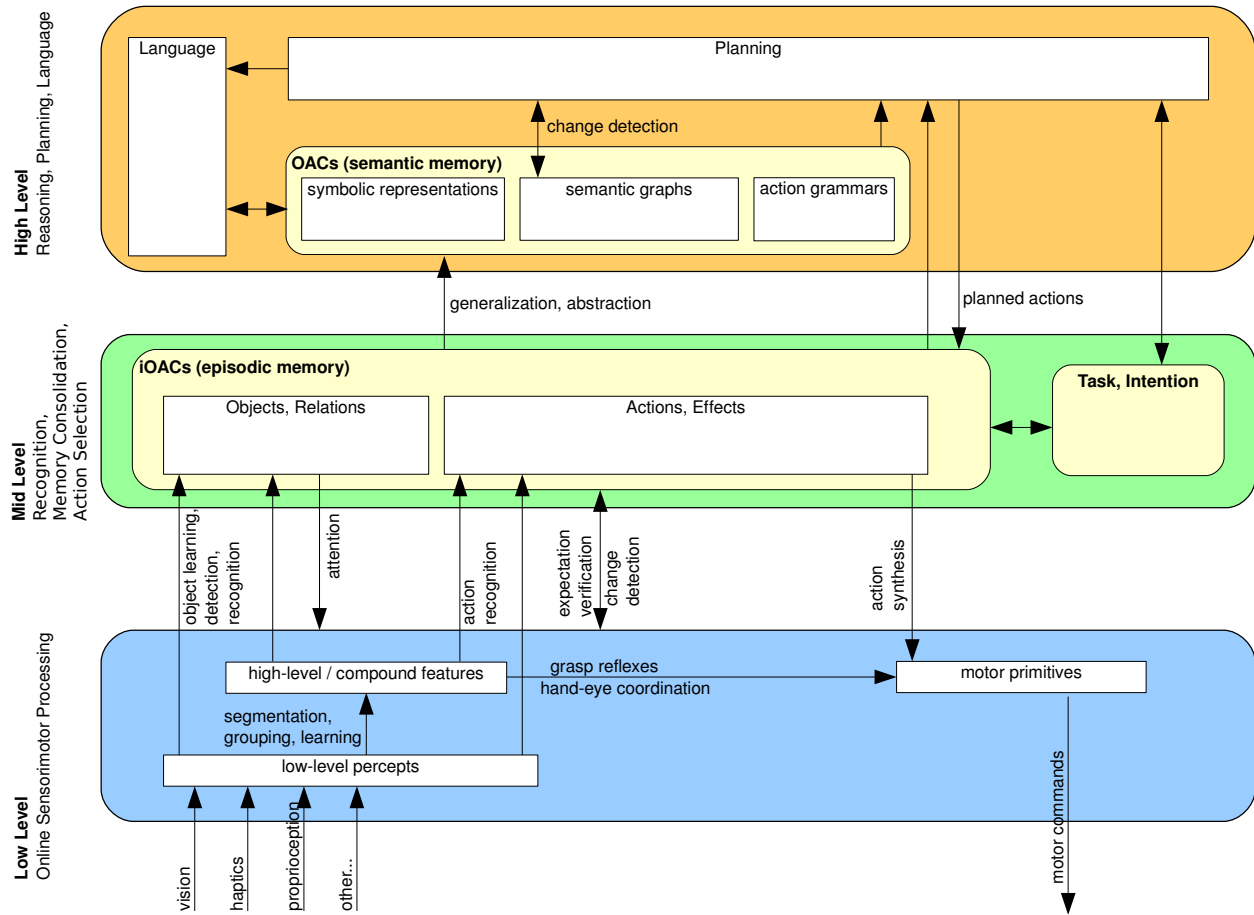 High Level
Reasoning, Planning, Language
Language
Planning
change detection
OACs (semantic memory)
symbolic representations
semantic graphs
action grammars
generalization, abstraction
planned actions
Mid Level
Recognition,
Memory Consolidation,
Action Selection
iOACs (episodic memory)
Objects, Relations
Actions, Effects
Task, Intention
object learning,
detection,
recognition
attention
action
recognition
expectation
verification
change
detection
action
synthesis
Low Level
Online Sensorimotor Processing
high-level / compound features
grasp reflexes
hand-eye coordination
motor primitives
segmentation,
grouping, learning
low-level percepts
vision
haptics
proprioception
other...
motor commands